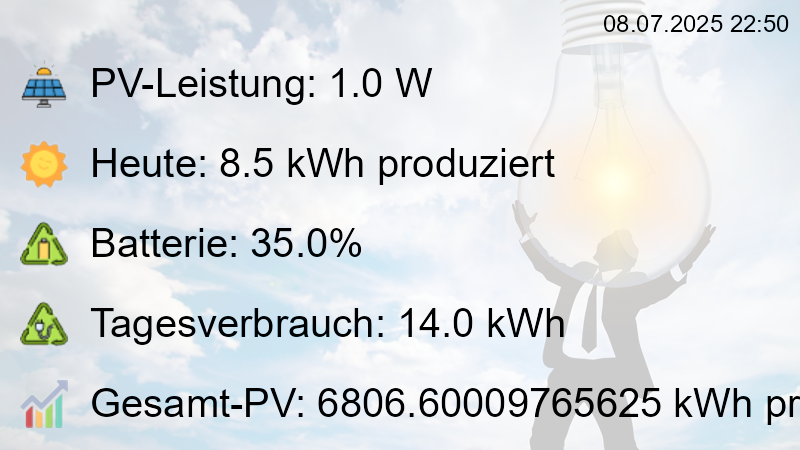 08.07.2025 22:50
PV-Leistung: 1.0 W
Heute: 8.5 kWh produziert
Batterie: 35.0%
Tagesverbrauch: 14.0 kWh
Gesamt-PV: 6806.60009765625 kWh pr